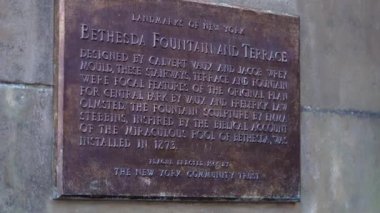 LANDMARKS OF NEW YORK
BETHESDA FOUNTAIN AND TERRACE
DESIGNED BY CALVERT VAUX AND JACOB WREY
MOULD, THESE STAIRWAYS, TERRACE AND FOUNTAIN
WERE FOCAL FEATURES OF THE ORIGINAL PLAN
FOR CENTRAL PARK BY VAUX AND FREDERICK LAW
OLMSTED. THE FOUNTAIN SCULPTURE BY EMMA
STEBBINS, INSPIRED BY THE BIBLICAL ACCOUNT
OF THE MIRACULOUS POOL OF BETHESDA, WAS
INSTALLED IN 1873.
PLAQUE ERECTED
THE NEW YORK COMMUNITY TRUST